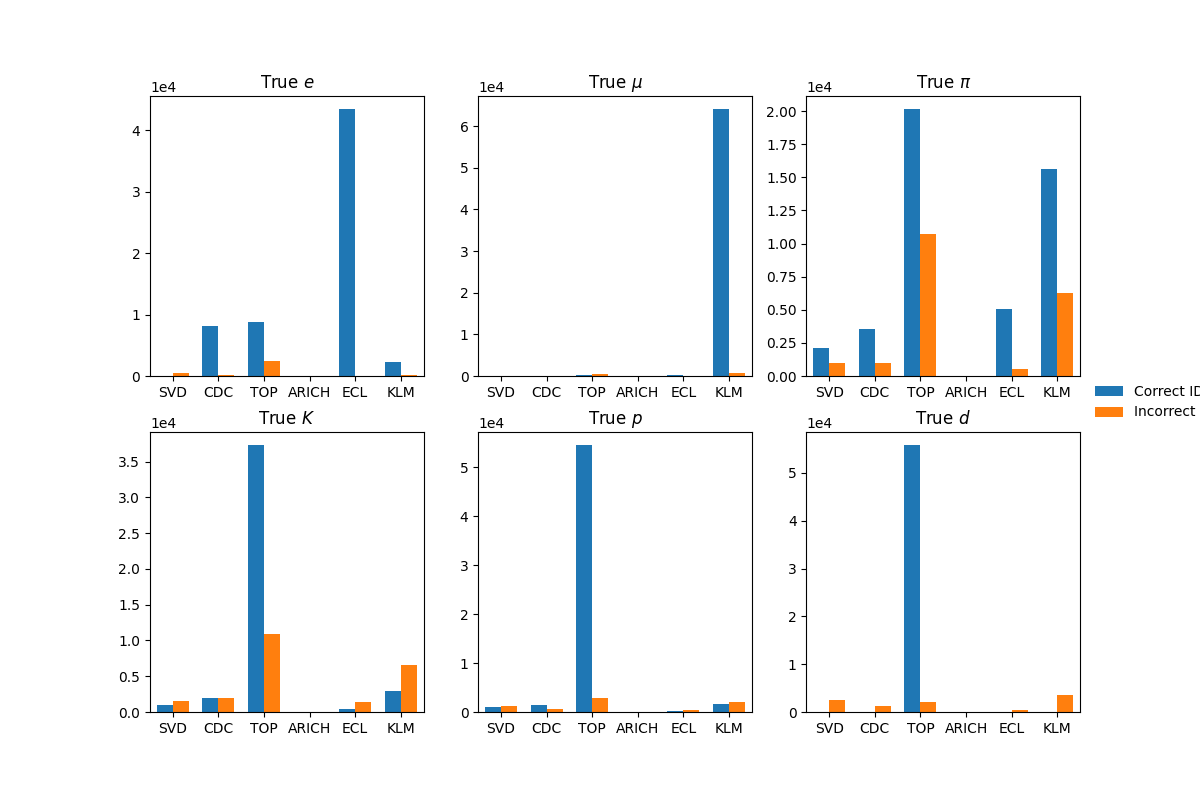 True e
True μ
True π
1e4
1e4
1e4
4
3
2
1
0
6
5
4
3
2
1
0
2.00
1.75
1.50
1.25
1.00
0.75
0.50
0.25
0.00
SVD CDC TOP ARICH ECL KLM
SVD CDC TOP ARICH ECL KLM
SVD CDC TOP ARICH ECL KLM
Correct ID
Incorrect
True K
True p
True d
1e4
1e4
1e4
3.5
3.0
2.5
2.0
1.5
1.0
0.5
0.0
5
4
3
2
1
0
5
4
3
2
1
0
SVD CDC TOP ARICH ECL KLM
SVD CDC TOP ARICH ECL KLM
SVD CDC TOP ARICH ECL KLM